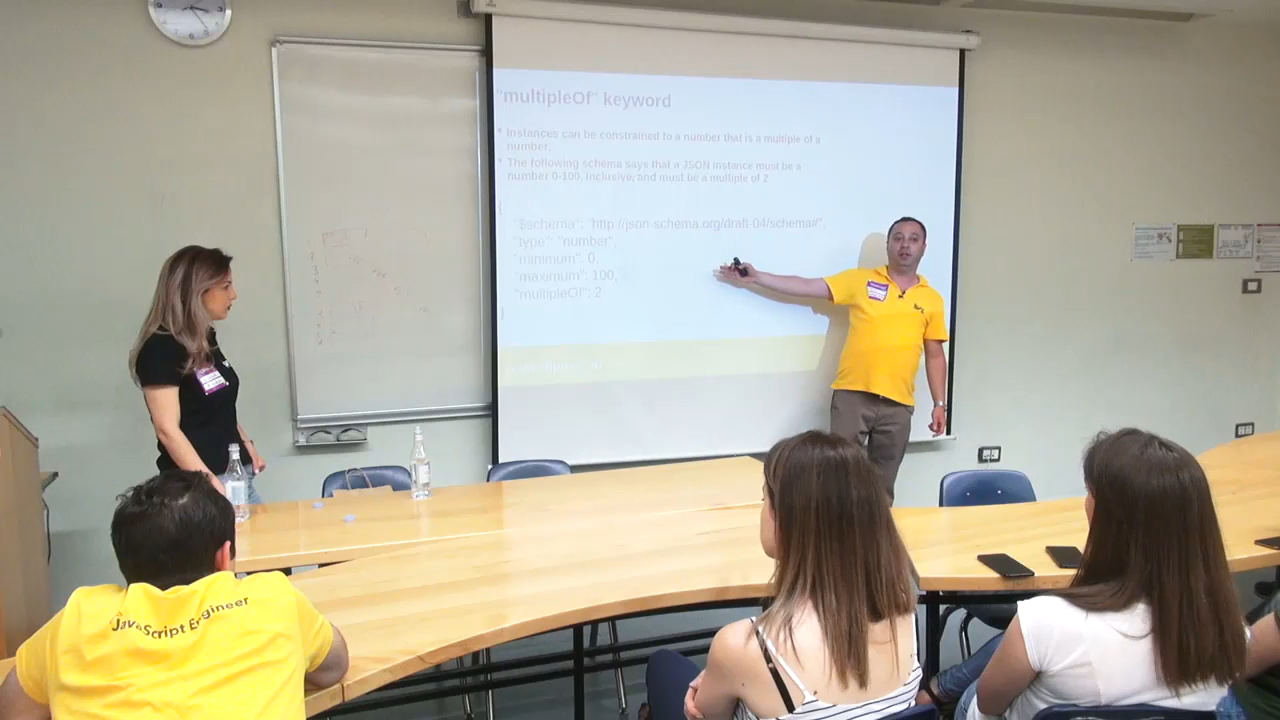 "multipleOf" keyword
* Instances can be constrained to a number that is a multiple of a
number.
* The following schema says that a JSON instance must be a
number 0-100, inclusive, and must be a multiple of 2
{
"$schema": "http://json-schema.org/draft-04/schema#",
"type": "number",
"minimum": 0,
"maximum": 100,
"multipleOf": 2
}
JavaScript Engineer